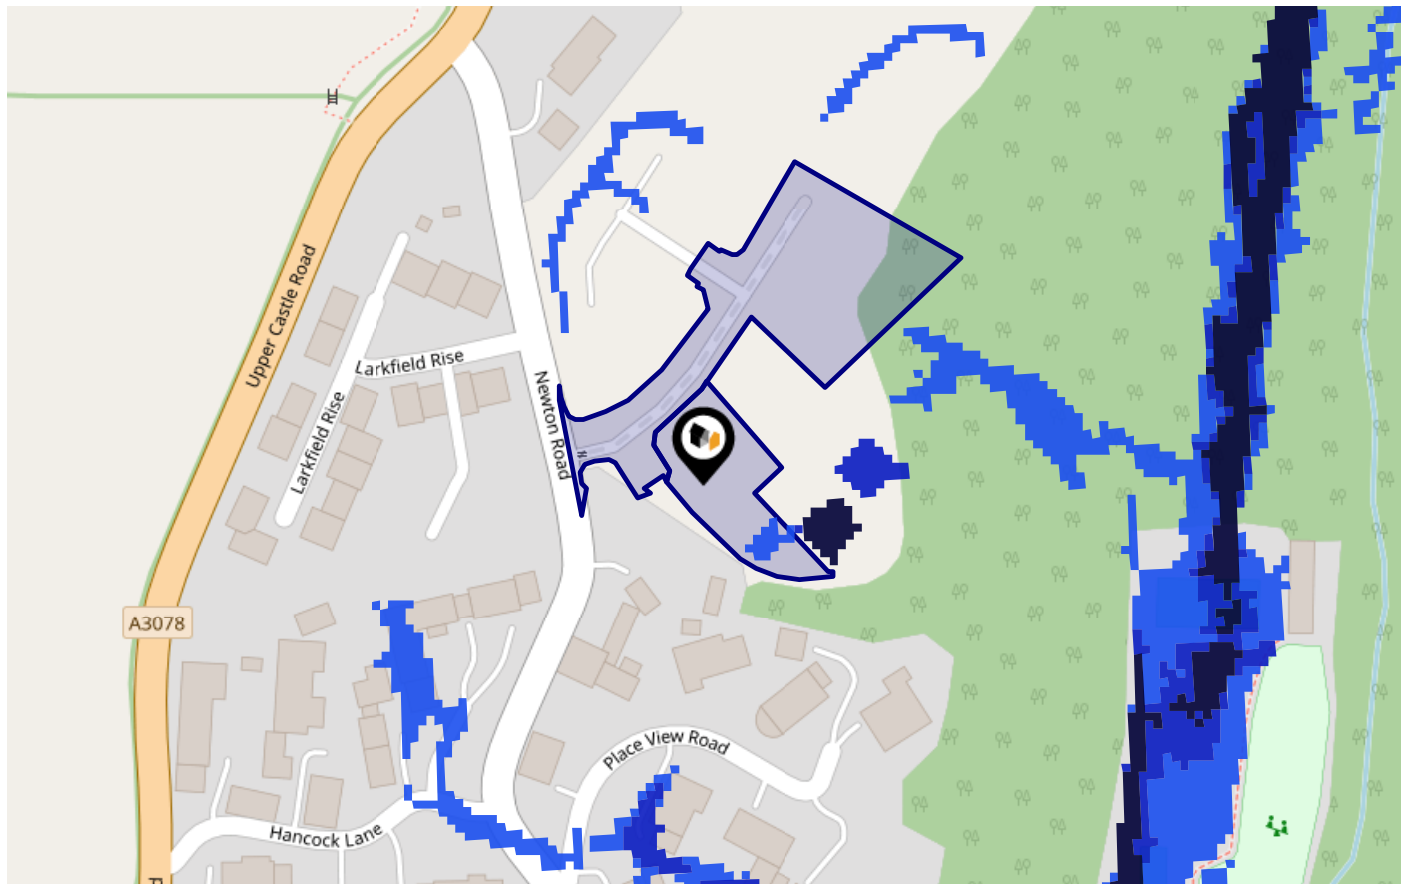 Upper Castle Road
Larkfield Rise
Larkfield Rise
Newton Road
A3078
Place View Road
Hancock Lane